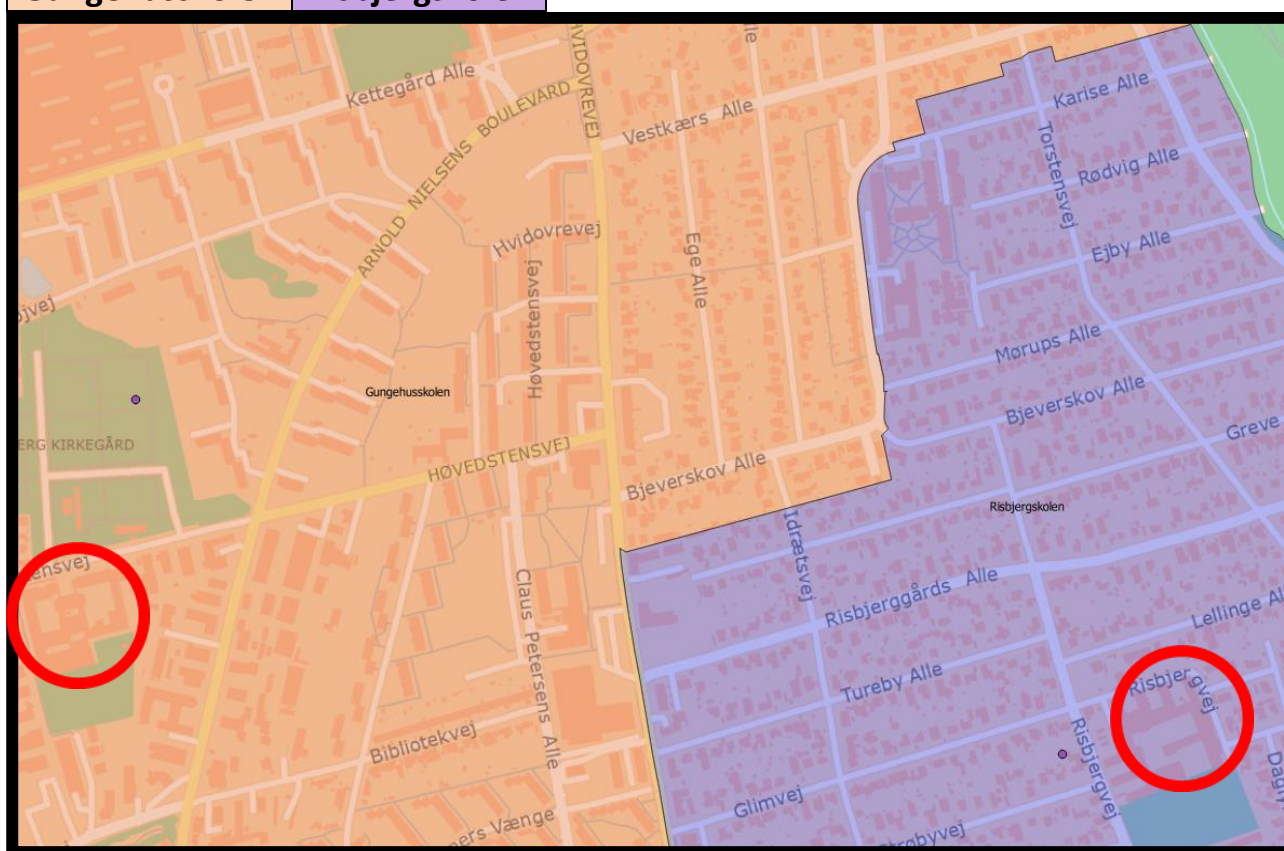 HVIDOVREVEJ
Kettegård Alle
ARNOLD NIELSENS BOULEVARD
Vestkærs Alle
Karise Alle
Torstensvej
Rødvig Alle
Hvidovrevej
Ege Alle
Ejby Alle
Høvedstensvej
Mørups Alle
Gungehusskolen
Bjeverskov Alle
Greve
HØVEDSTENSVEJ
KIRKEGÅRD
Bjeverskov Alle
Risbjergskolen
Idrætsvej
Claus Petersens Alle
Risbjerggårds Alle
Lellinge
Tureby Alle
Risbjergvej
Bibliotekvej
Risbjergvej
Glimvej
Vænge